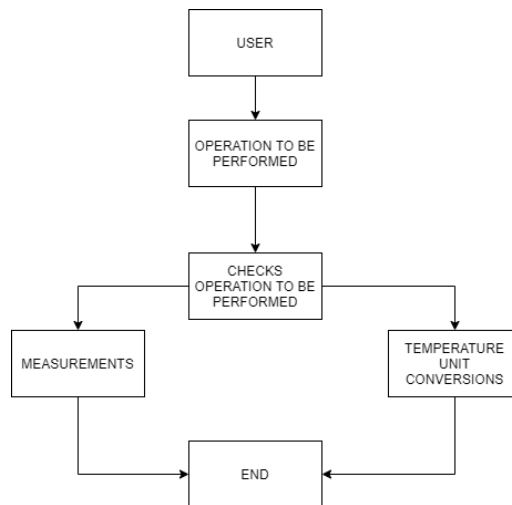 USER
OPERATION TO BE
PERFORMED
CHECKS
OPERATION TO BE
PERFORMED
MEASUREMENTS
TEMPERATURE
UNIT
CONVERSIONS
END